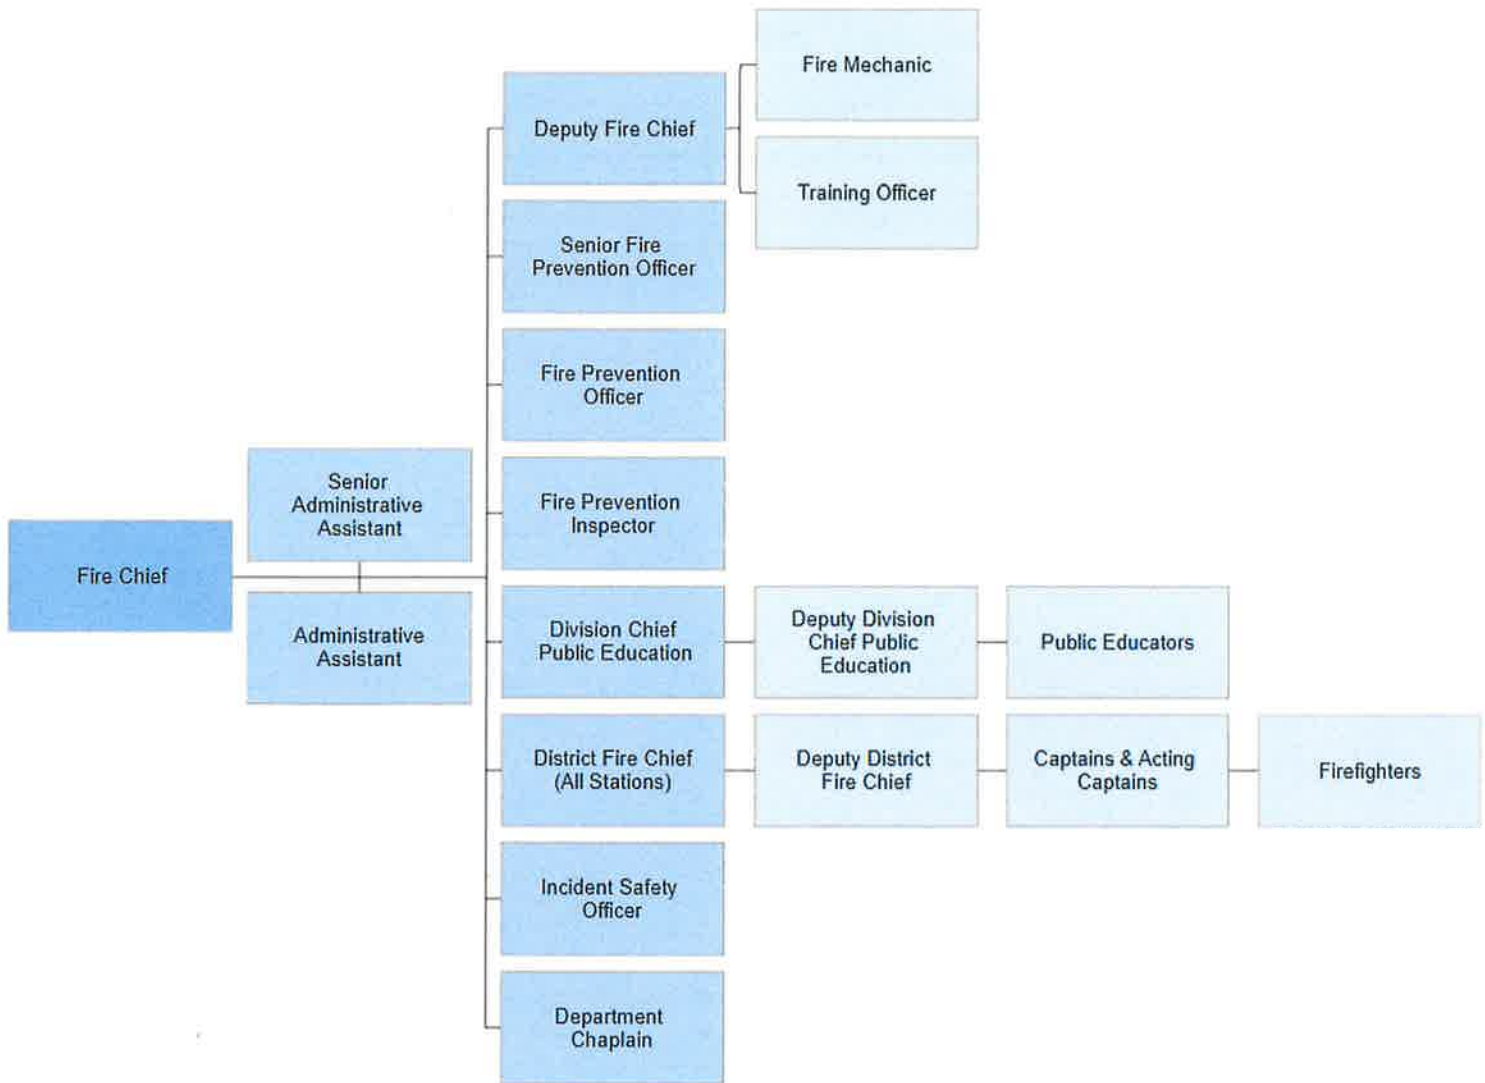 Fire Chief
Senior
Administrative
Assistant
Administrative
Assistant
Deputy Fire Chief
Fire Mechanic
Training Officer
Senior Fire
Prevention Officer
Fire Prevention
Officer
Fire Prevention
Inspector
Division Chief
Public Education
Deputy Division
Chief Public
Education
Public Educators
District Fire Chief
(All Stations)
Deputy District
Fire Chief
Captains & Acting
Captains
Firefighters
Incident Safety
Officer
Department
Chaplain